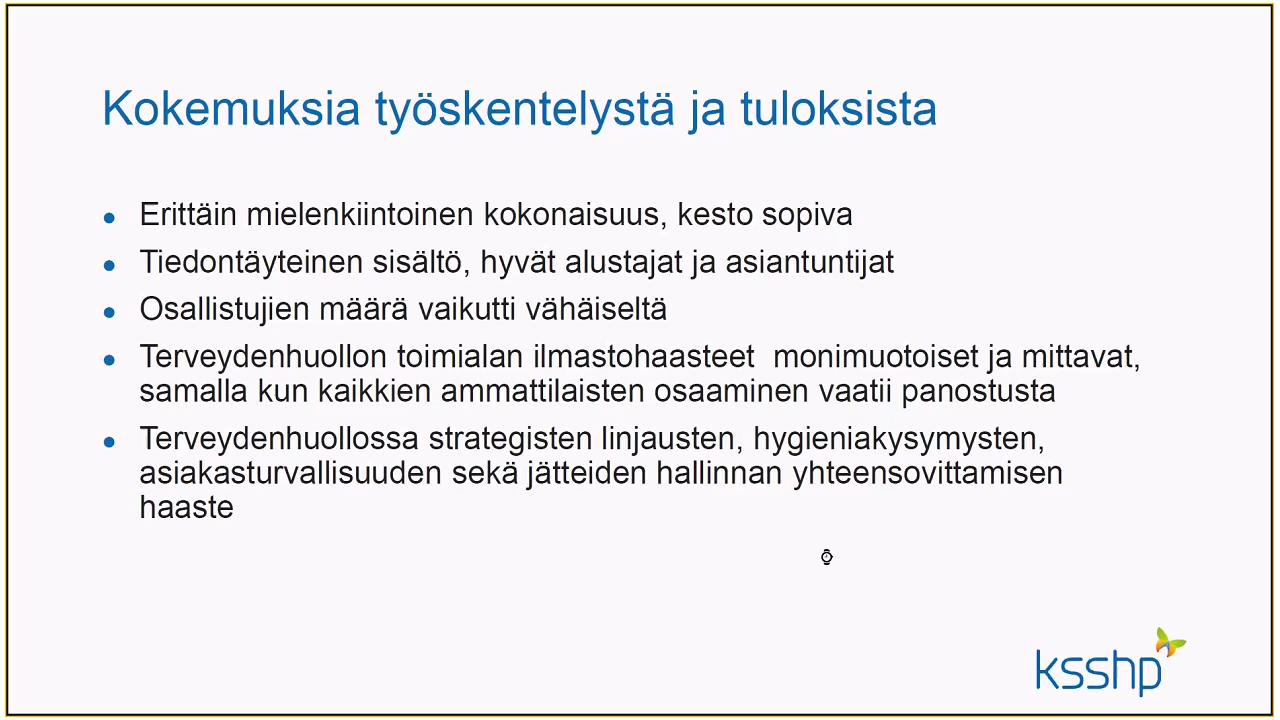 Kokemuksia työskentelystä ja tuloksista
Erittäin mielenkiintoinen kokonaisuus, kesto sopiva
Tiedontäyteinen sisältö, hyvät alustajat ja asiantuntijat
Osallistujien määrä vaikutti vähäiseltä
Terveydenhuollon toimialan ilmastohaasteet  monimuotoiset ja mittavat,
samalla kun kaikkien ammattilaisten osaaminen vaatii panostusta
Terveydenhuollossa strategisten linjausten, hygieniakysymysten,
asiakasturvallisuuden sekä jätteiden hallinnan yhteensovittamisen
haaste
ksshp